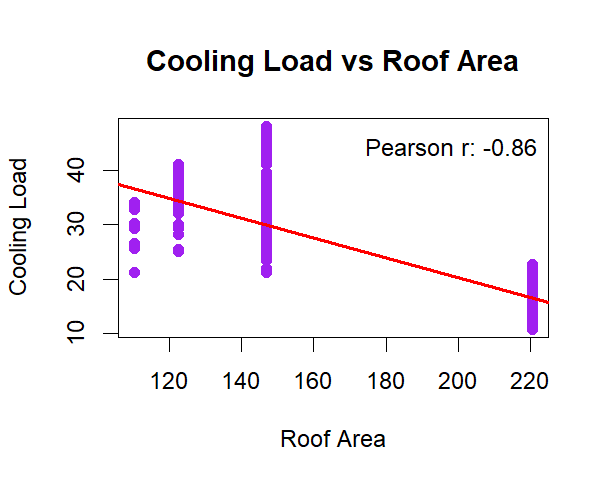 Cooling Load vs Roof Area
Pearson r: -0.86
Cooling Load
40
30
20
10
120 140 160 180 200 220
Roof Area